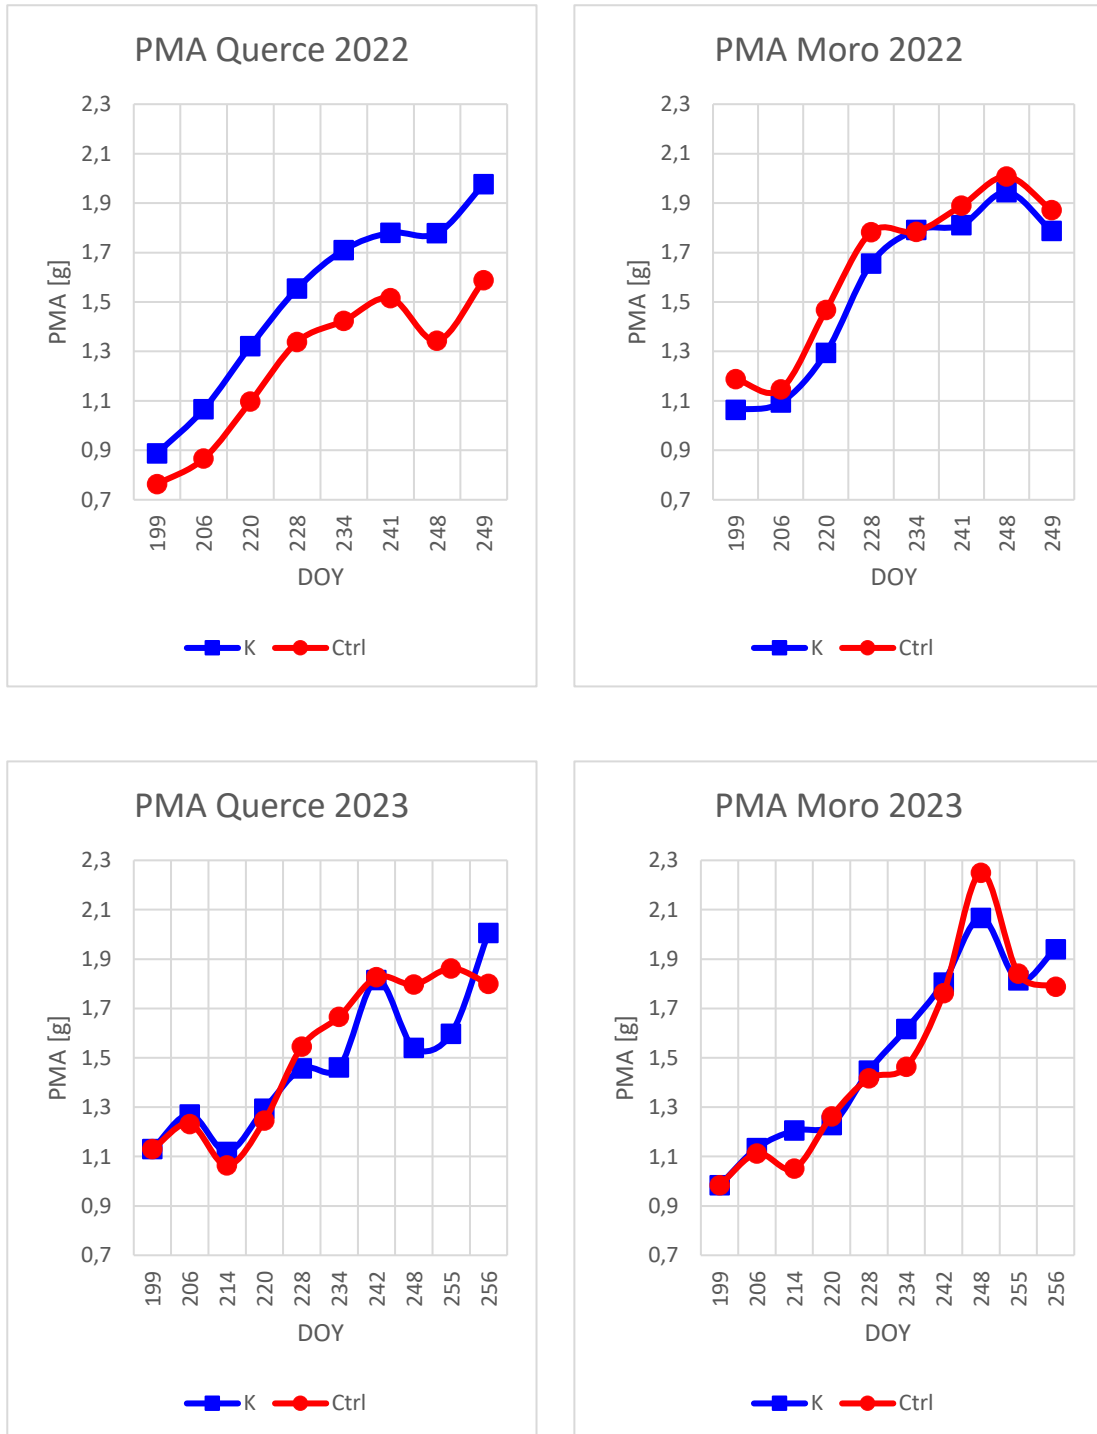 PMA Querce 2022
2,3
2,1
1,9
1,7
1,5
1,3
1,1
0,9
0,7
PMA [g]
199 206 220 228 234 241 248 249
DOY
K Ctrl
PMA Moro 2022
2,3
2,1
1,9
1,7
1,5
1,3
1,1
0,9
0,7
PMA [g]
199 206 220 228 234 241 248 249
DOY
K Ctrl
PMA Querce 2023
2,3
2,1
1,9
1,7
1,5
1,3
1,1
0,9
0,7
PMA [g]
199 206 214 220 228 234 242 248 255 256
DOY
K Ctrl
PMA Moro 2023
2,3
2,1
1,9
1,7
1,5
1,3
1,1
0,9
0,7
PMA [g]
199 206 214 220 228 234 242 248 255 256
DOY
K Ctrl